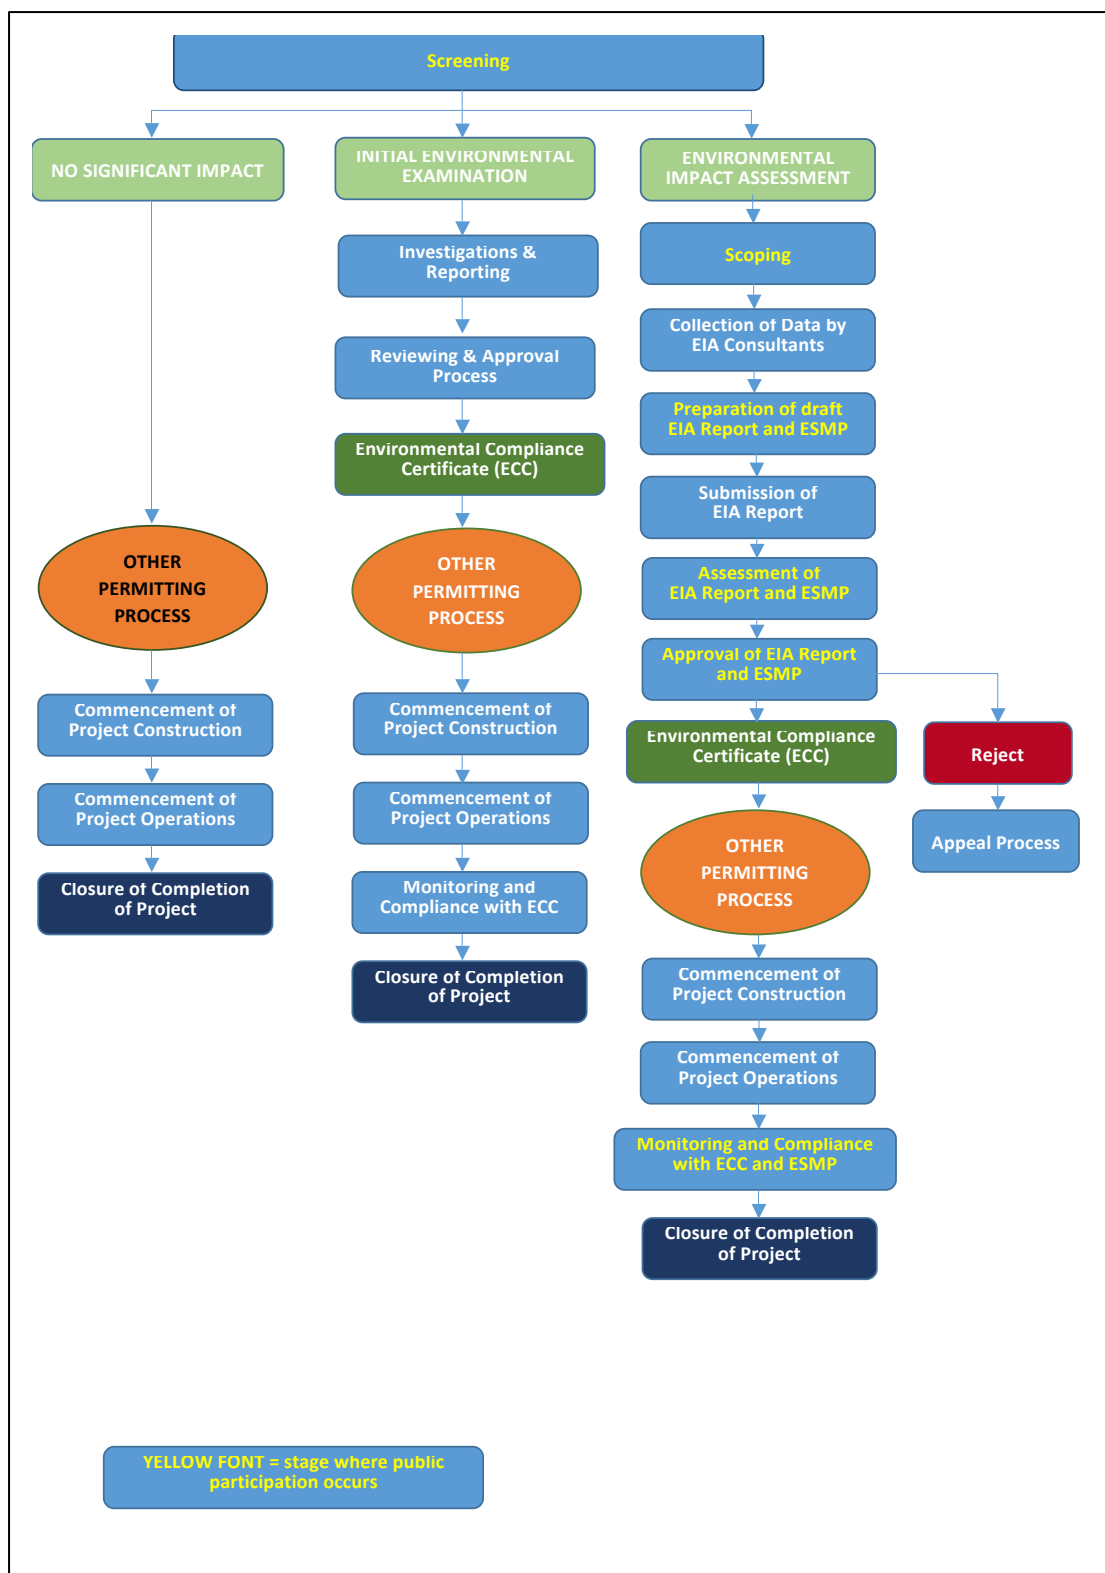 Screening
NO SIGNIFICANT IMPACT
INITIAL ENVIRONMENTAL
EXAMINATION
ENVIRONMENTAL
IMPACT ASSESSMENT
Investigations &
Reporting
Reviewing & Approval
Process
Environmental Compliance
Certificate (ECC)
Scoping
Collection of Data by
EIA Consultants
Preparation of draft
EIA Report and ESMP
Submission of
EIA Report
Assessment of
EIA Report and ESMP
Approval of EIA Report
and ESMP
Environmental Compliance
Certificate (ECC)
Reject
Appeal Process
OTHER
PERMITTING
PROCESS
Commencement of
Project Construction
Commencement of
Project Operations
Closure of Completion
of Project
OTHER
PERMITTING
PROCESS
Commencement of
Project Construction
Commencement of
Project Operations
Monitoring and
Compliance with ECC
Closure of Completion
of Project
OTHER
PERMITTING
PROCESS
Commencement of
Project Construction
Commencement of
Project Operations
Monitoring and Compliance
with ECC and ESMP
Closure of Completion
of Project
YELLOW FONT = stage where public
participation occurs